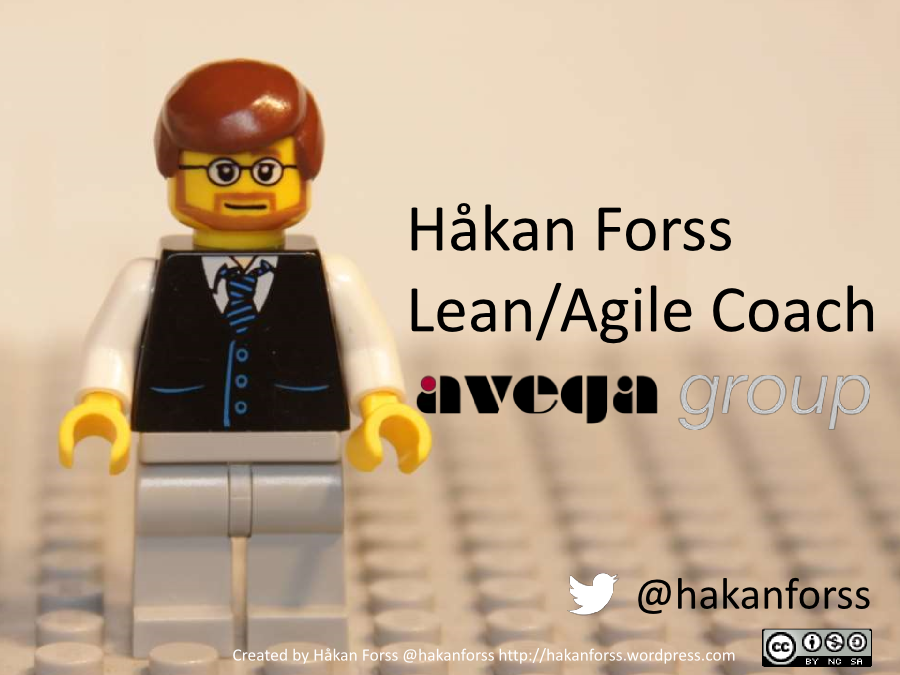 Håkan Forss
Lean/Agile Coach
avega group
@hakanforss
Created by Håkan Forss @hakanforss http://hakanforss.wordpress.com
cc
BY NC SA